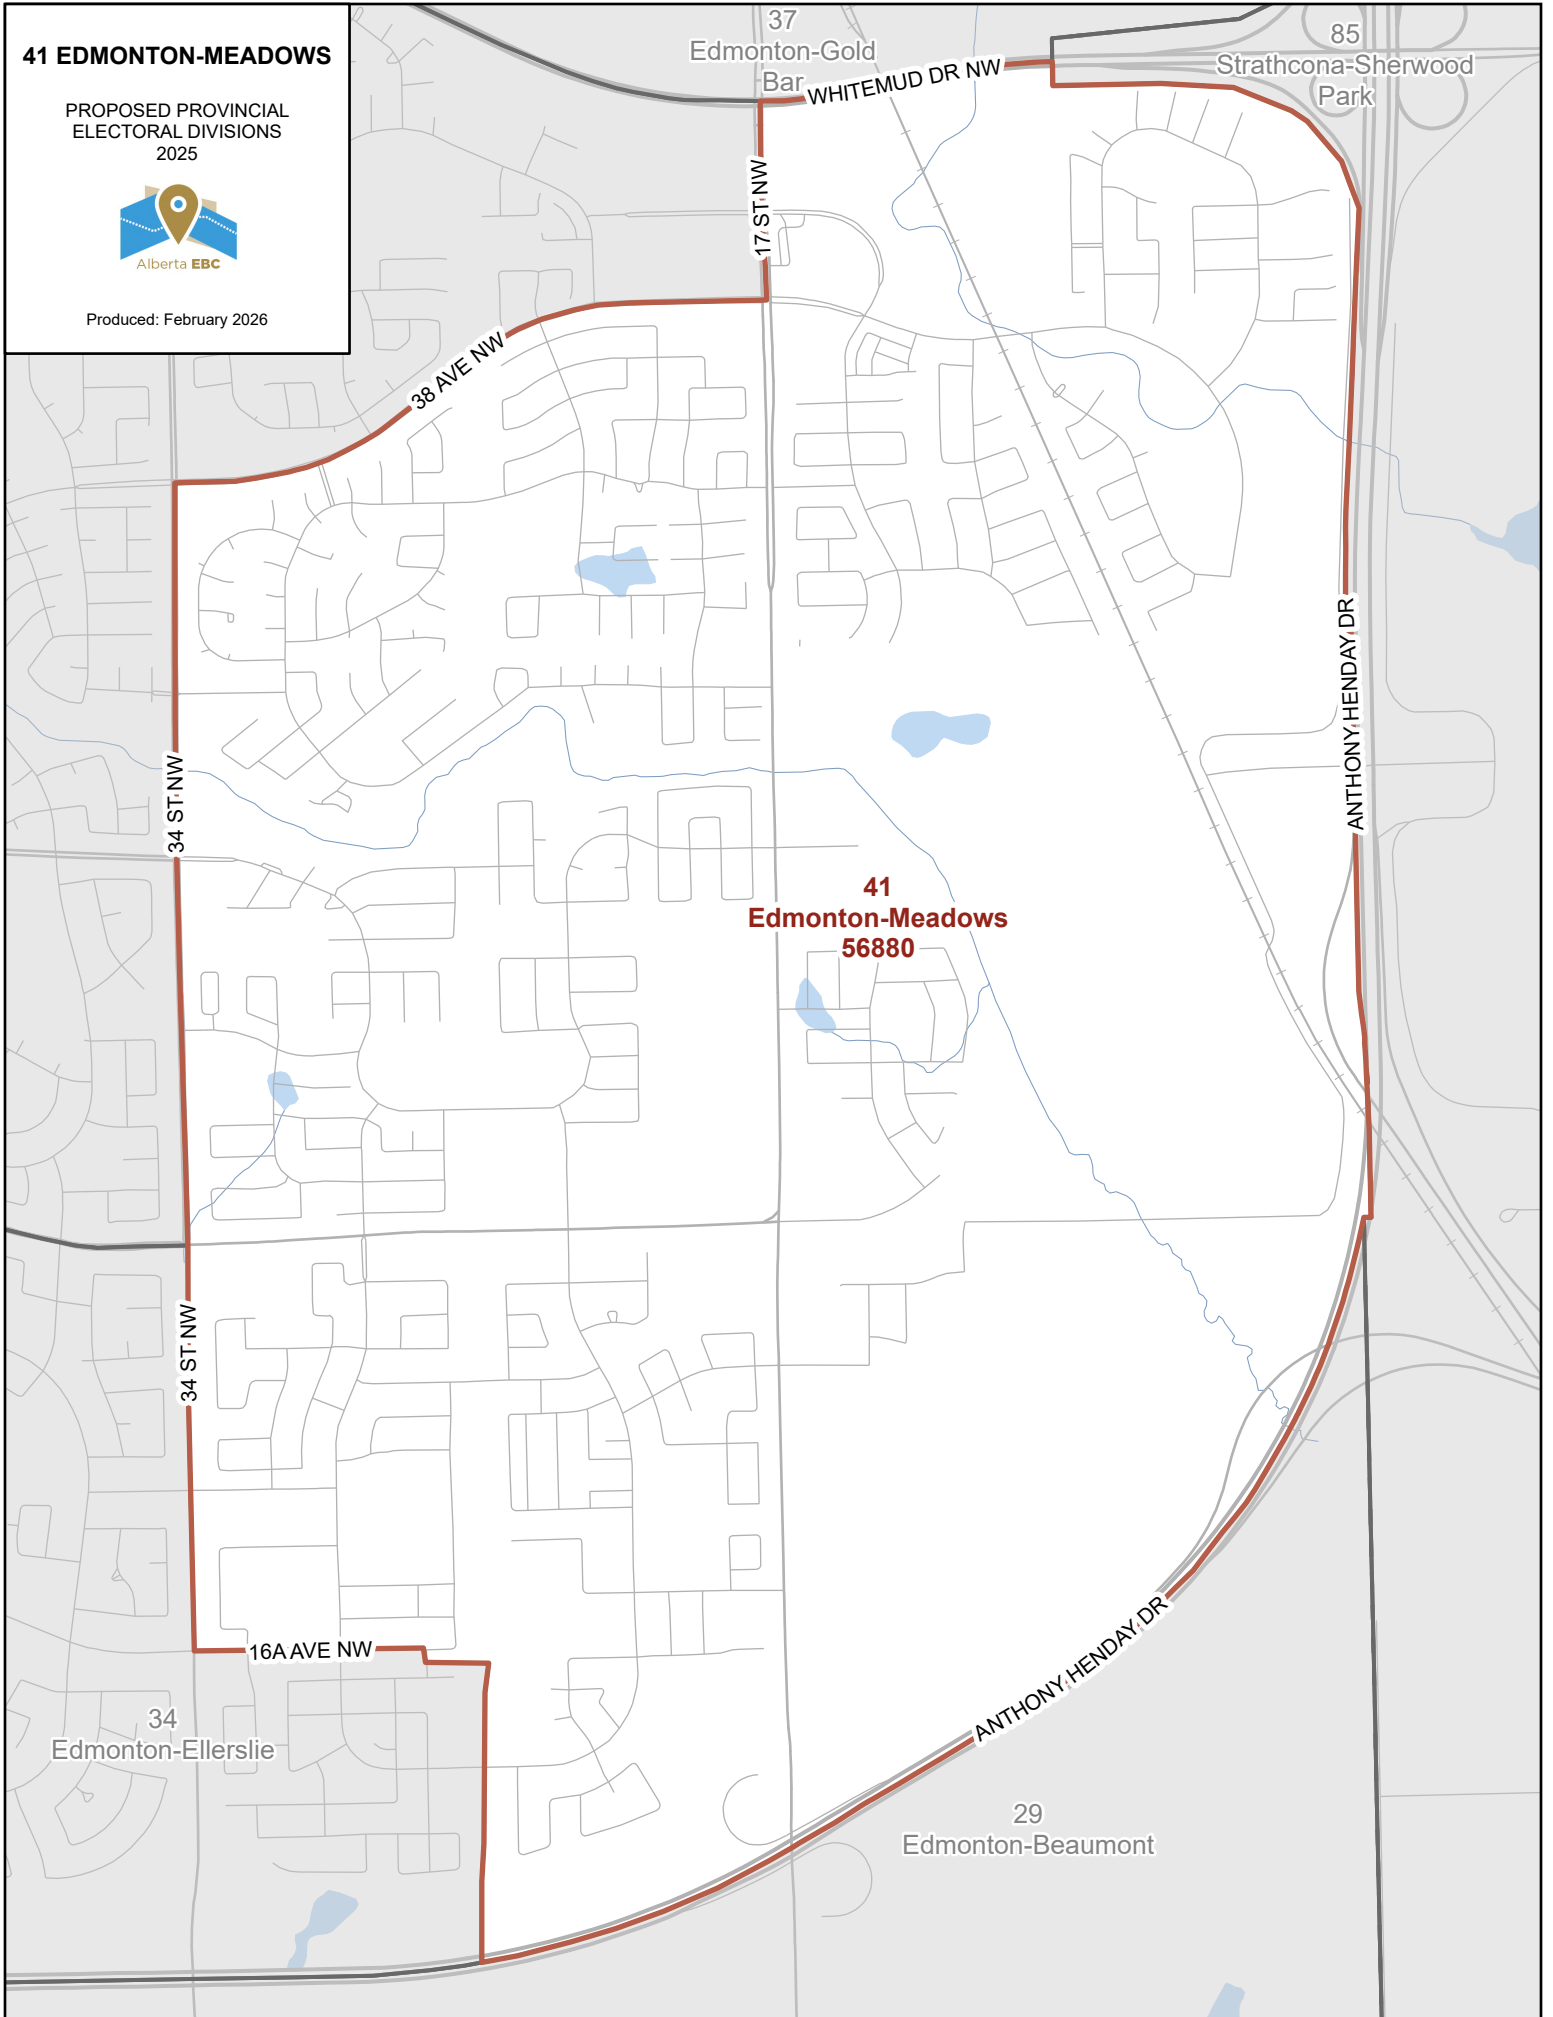 41 EDMONTON-MEADOWS
PROPOSED PROVINCIAL
ELECTORAL DIVISIONS
2025
Alberta EBC
Produced: February 2026
37
Edmonton-Gold
Bar
85
Strathcona-Sherwood
Park
WHITEMUD DR NW
17 ST NW
38 AVE NW
ANTHONY HENDAY DR
34 ST NW
41
Edmonton-Meadows
56880
34 ST NW
16A AVE NW
ANTHONY HENDAY DR
34
Edmonton-Ellerslie
29
Edmonton-Beaumont